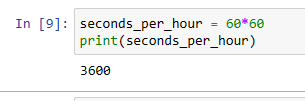 In [9]: seconds_per_hour = 60*60
print(seconds_per_hour)
3600